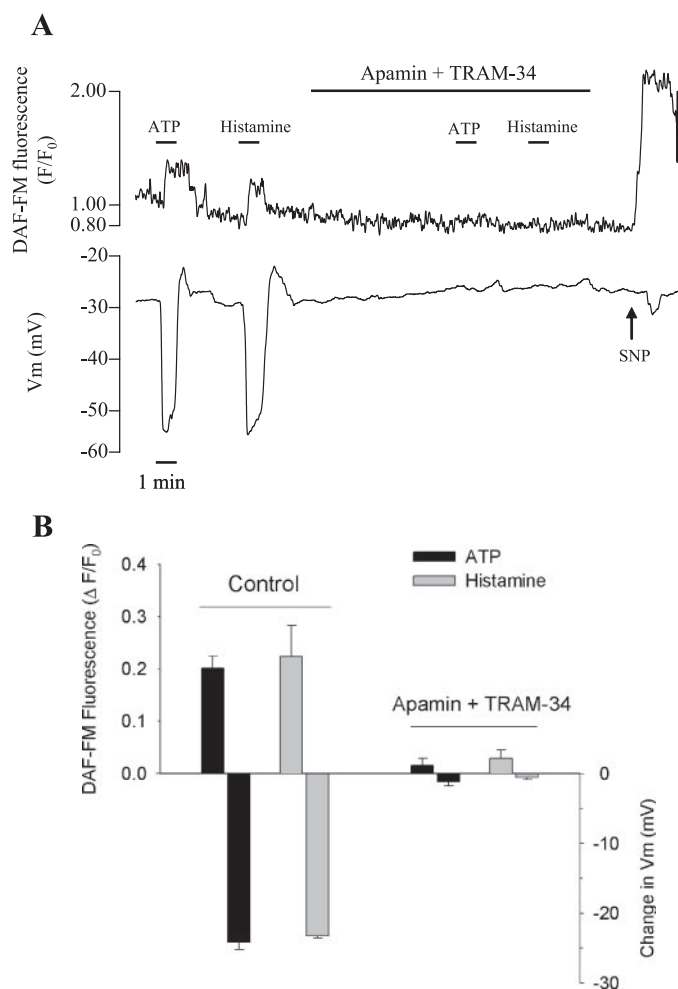 A
DAF-FM fluorescence
(F/F0)
2.00
1.00
0.80
Apamin + TRAM-34
ATP
Histamine
ATP
Histamine
Vm (mV)
-20
-30
-40
-50
-60
SNP
1 min
B
DAF-FM Fluorescence (Δ F/F0)
0.4
0.3
0.2
0.1
0.0
ATP
Histamine
Control
Apamin + TRAM-34
0
-10
-20
-30
Change in Vm (mV)